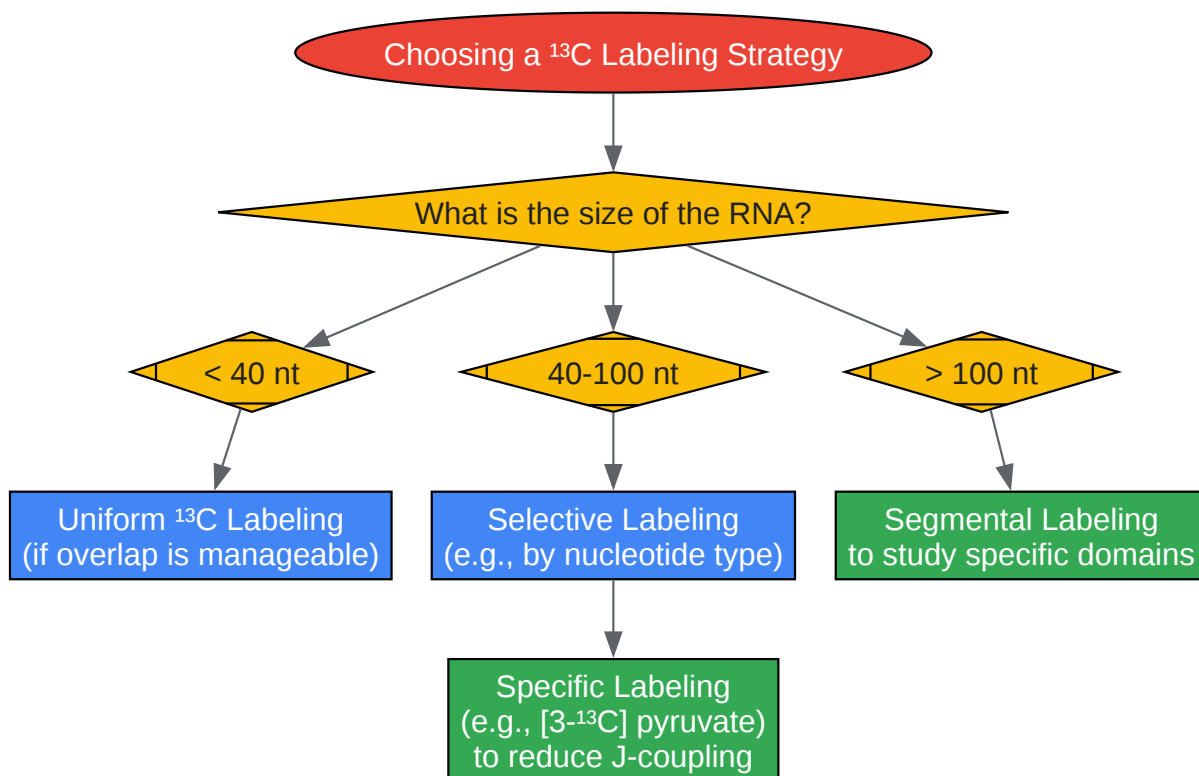 Choosing a ¹³C Labeling Strategy
What is the size of the RNA?
< 40 nt
40-100 nt
> 100 nt
Uniform ¹³C Labeling
(if overlap is manageable)
Selective Labeling
(e.g., by nucleotide type)
Segmental Labeling
to study specific domains
Specific Labeling
(e.g., [3-¹³C] pyruvate)
to reduce J-coupling